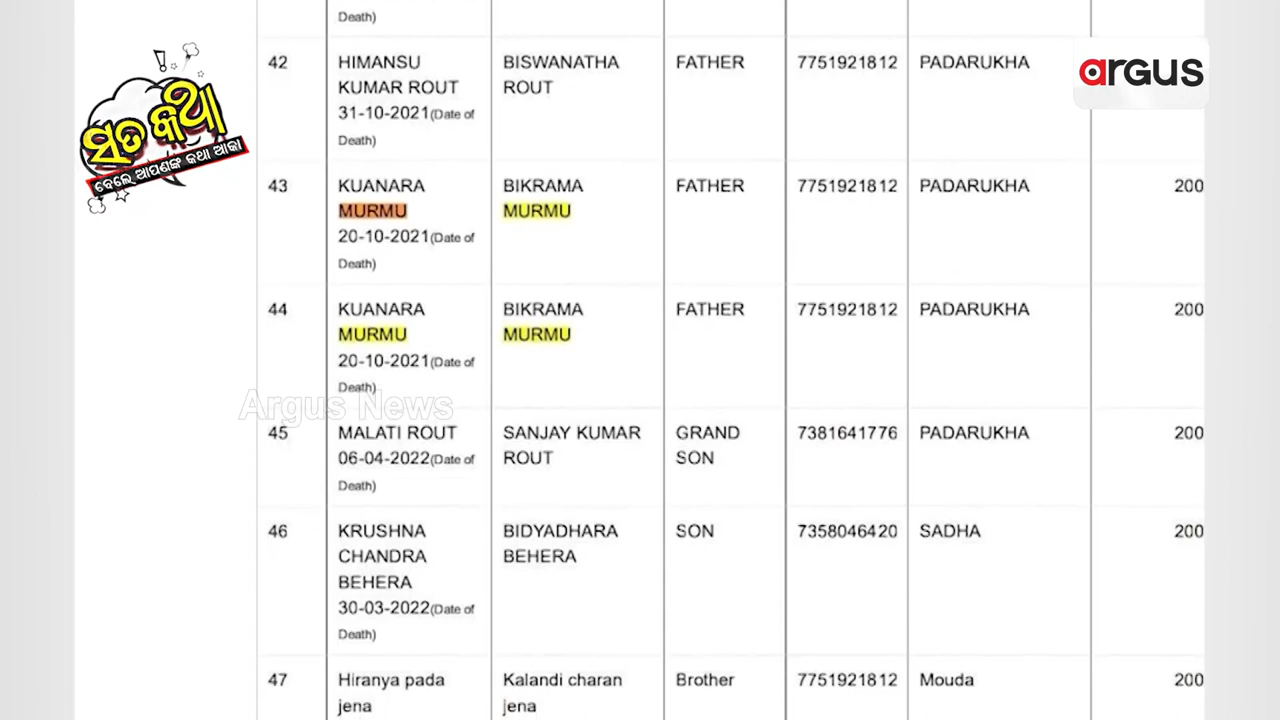 Death)
42 HIMANSU BISWANATHA FATHER 7751921812 PADARUKHA
KUMAR ROUT ROUT
31-10-2021(Date of
Death)
argus
ସତ କଥା
ବେଲେ ଆପଣଙ୍କ କଥା ଆକା
43 KUANARA BIKRAMA FATHER 7751921812 PADARUKHA 200
MURMU MURMU
20-10-2021(Date of
Death)
44 KUANARA BIKRAMA FATHER 7751921812 PADARUKHA 200
MURMU MURMU
20-10-2021(Date of
Death)
Argus News
45 MALATI ROUT SANJAY KUMAR GRAND 7381641776 PADARUKHA 200
06-04-2022(Date of ROUT SON
Death)
46 KRUSHNA BIDYADHARA SON 7358046420 SADHA 200
CHANDRA BEHERA
BEHERA
30-03-2022(Date of
Death)
47 Hiranya pada Kalandi charan Brother 7751921812 Mouda 200
jena jena